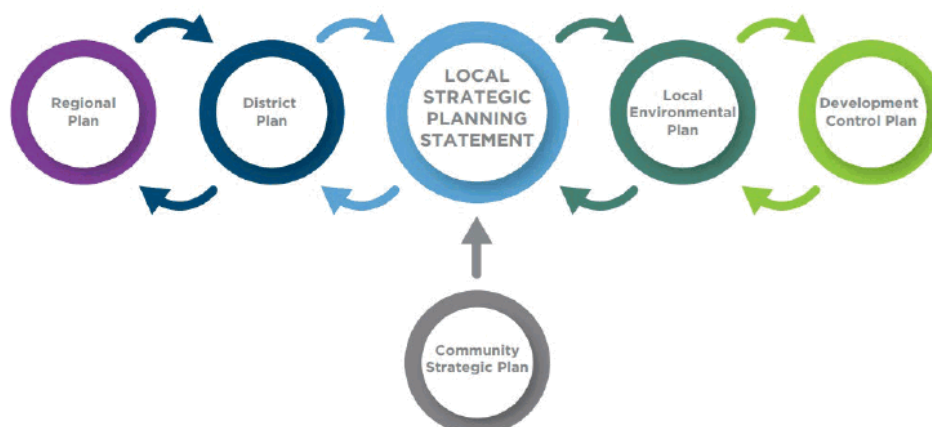 Regional
Plan
District
Plan
LOCAL
STRATEGIC
PLANNING
STATEMENT
Local
Environmental
Plan
Development
Control Plan
Community
Strategic Plan